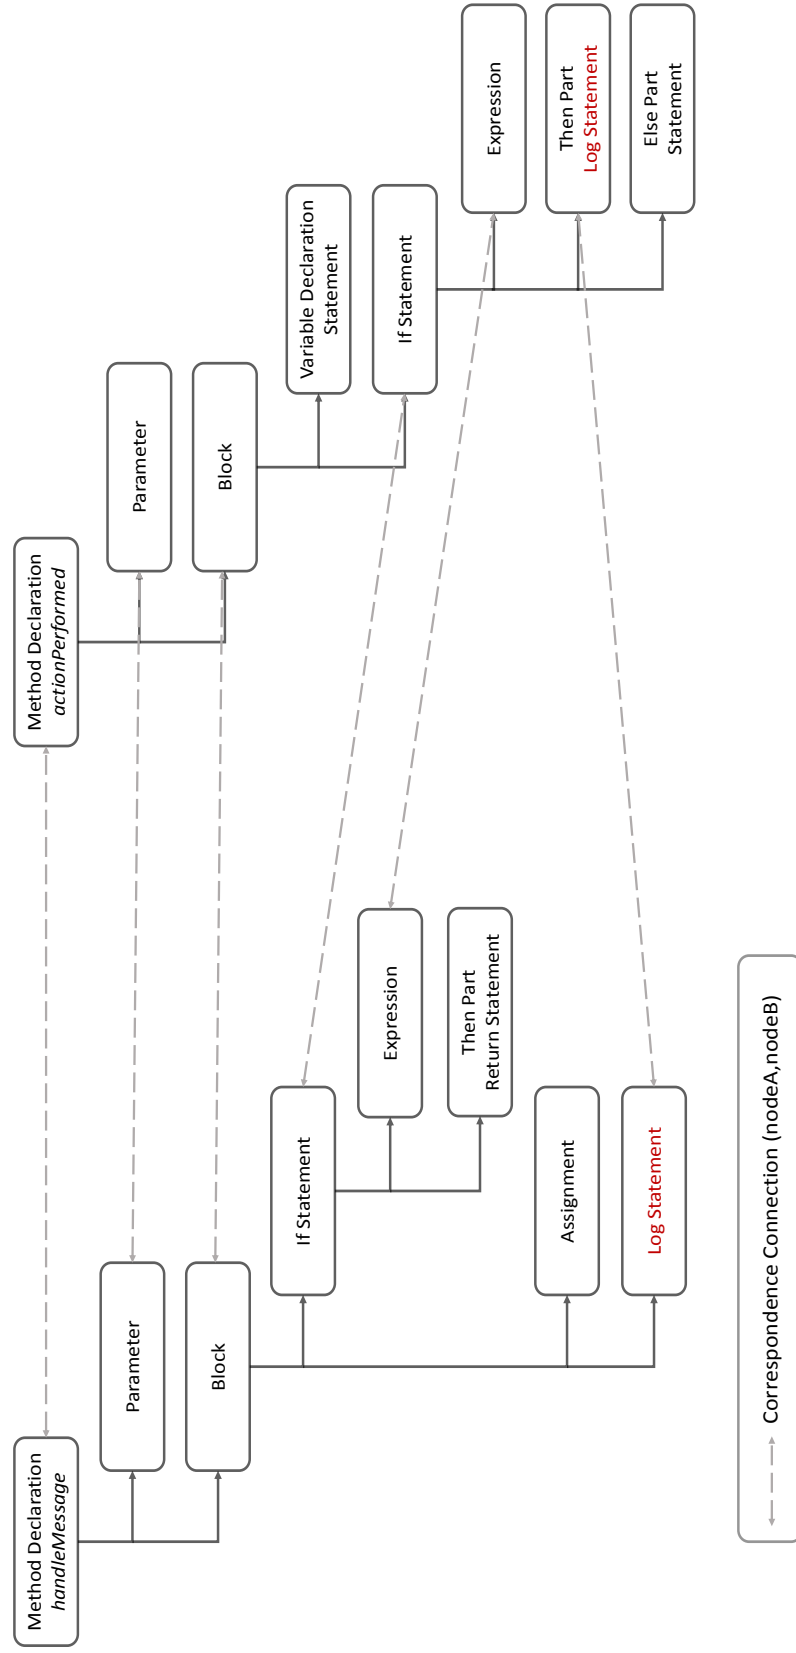 Method Declaration
handleMessage
Parameter
Block
If Statement
Expression
Then Part
Return Statement
Assignment
Log Statement
Method Declaration
actionPerformed
Parameter
Block
Variable Declaration
Statement
If Statement
Expression
Then Part
Log Statement
Else Part
Statement
Correspondence Connection (nodeA,nodeB)